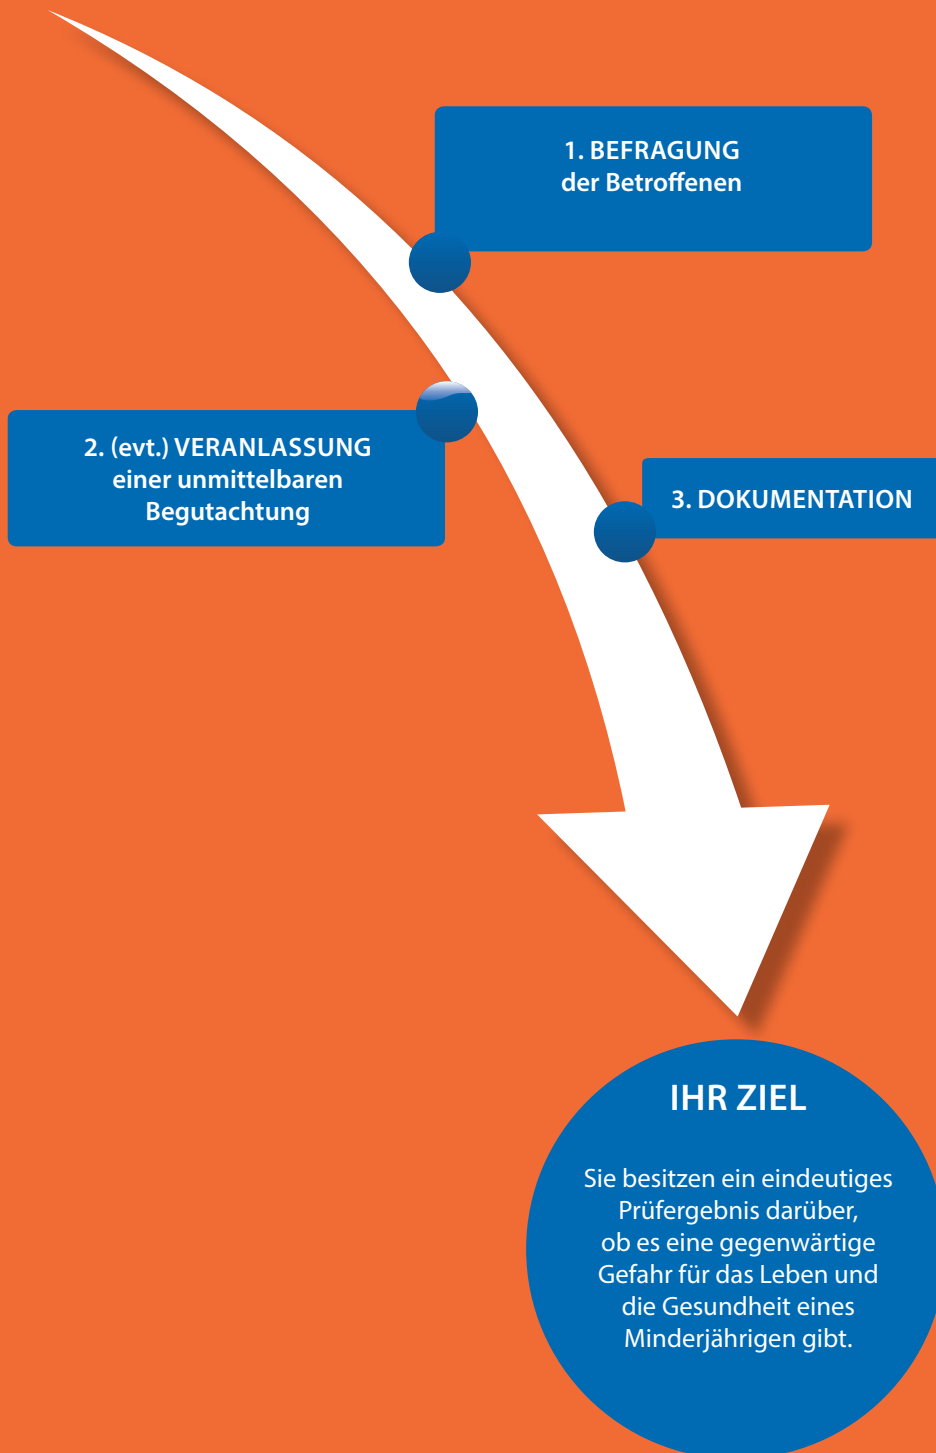 1. BEFRAGUNG
der Betroffenen
2. (evt.) VERANLASSUNG
einer unmittelbaren
Begutachtung
3. DOKUMENTATION
IHR ZIEL
Sie besitzen ein eindeutiges
Prüfergebnis darüber,
ob es eine gegenwärtige
Gefahr für das Leben und
die Gesundheit eines
Minderjährigen gibt.